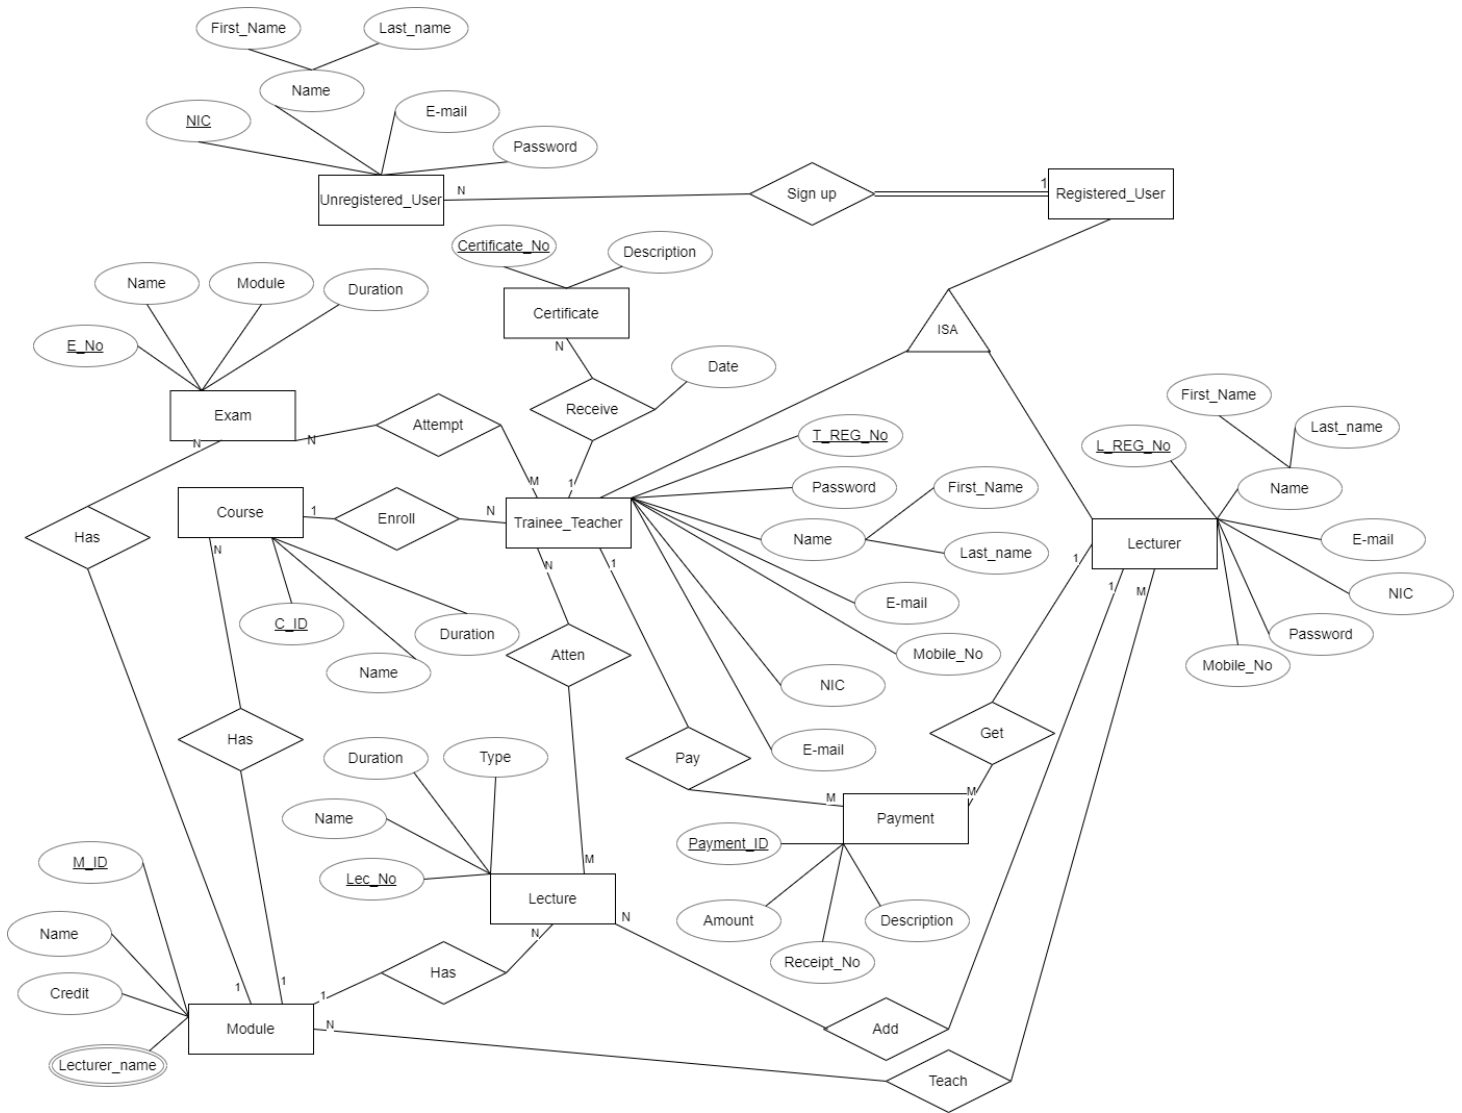 First_Name
Last_name
Name
E-mail
NIC
Password
Unregistered_User
N
Sign up
1
Registered_User
Certificate_No
Description
Name
Module
Duration
Certificate
ISA
E_No
N
Date
Exam
Receive
First_Name
N
N
Attempt
T_REG_No
L_REG_No
Last_name
M
1
Password
First_Name
Name
Course
1
Enroll
N
Trainee_Teacher
Has
Name
Last_name
Lecturer
E-mail
N
N
1
1
1
M
NIC
C_ID
Duration
E-mail
Password
Name
Atten
Mobile_No
Mobile_No
NIC
Has
Get
Duration
Type
Pay
E-mail
Name
M
M
Payment
Payment_ID
M_ID
Lec_No
M
Lecture
N
Amount
Description
Name
N
Receipt_No
Credit
1
1
1
Has
Module
N
Add
Lecturer_name
Teach